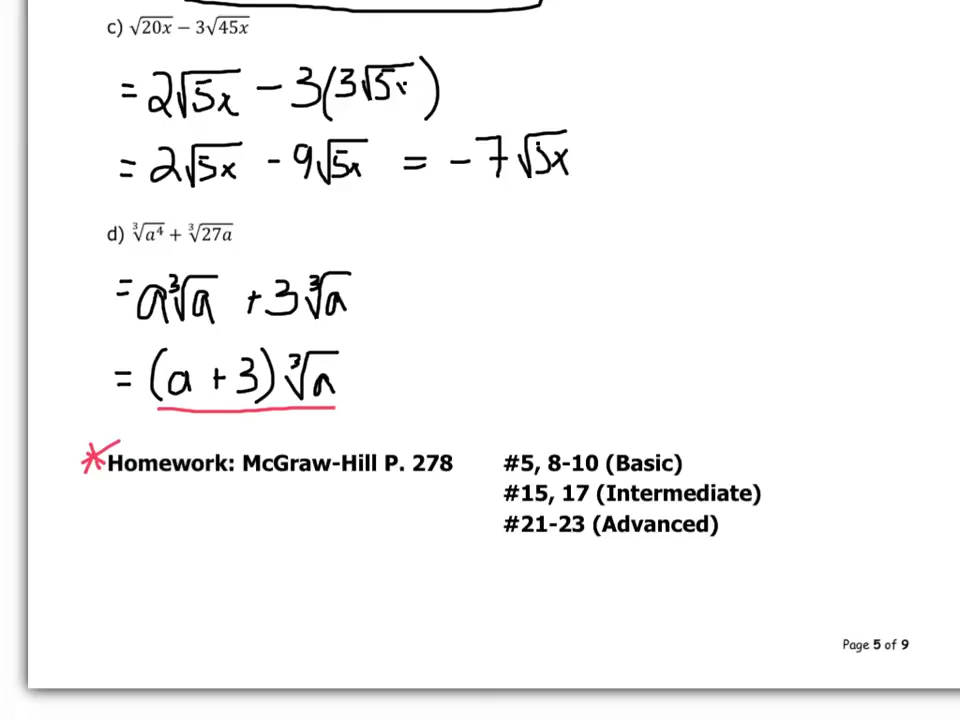 c) √20x − 3√45x
= 2√5x − 3(3√5x)
= 2√5x - 9√5x = -7√5x
d) ∛a⁴ + ∛27a
= a∛a + 3∛a
= (a + 3)∛a
*Homework: McGraw-Hill P. 278 #5, 8-10 (Basic)
#15, 17 (Intermediate)
#21-23 (Advanced)
Page 5 of 9